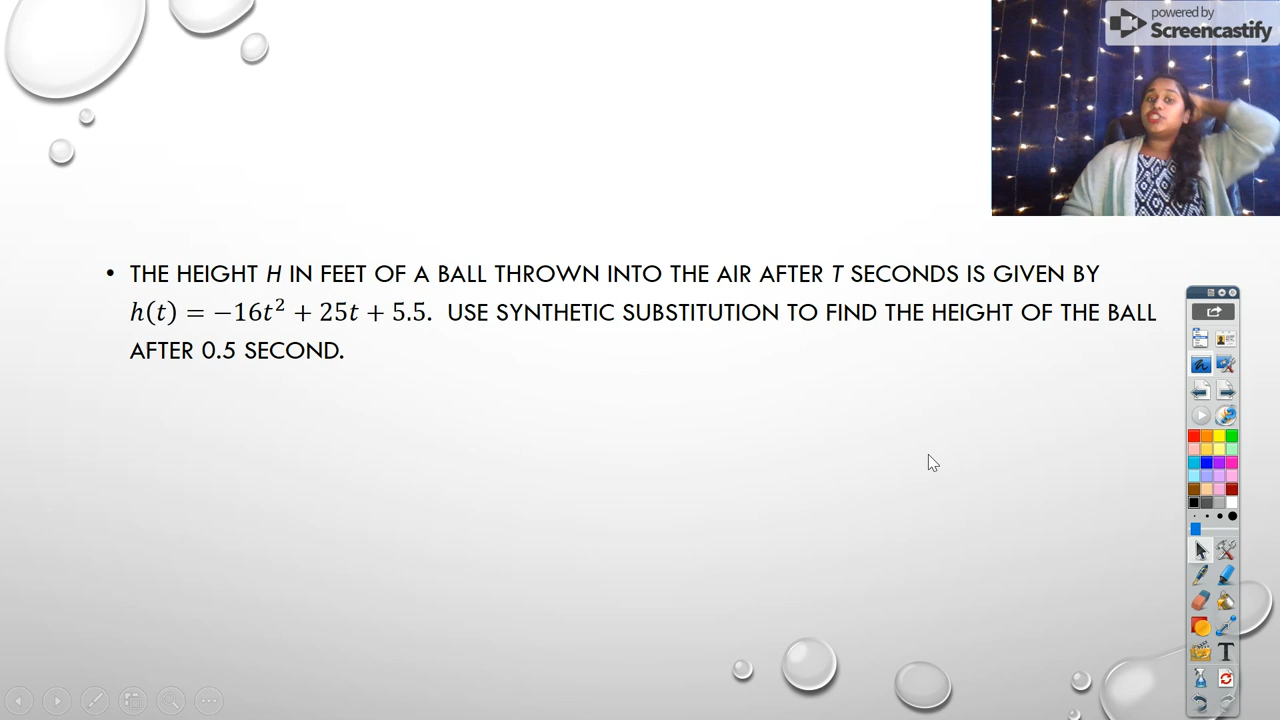 powered by
Screencastify
• THE HEIGHT H IN FEET OF A BALL THROWN INTO THE AIR AFTER T SECONDS IS GIVEN BY
h(t) = −16t² + 25t + 5.5. USE SYNTHETIC SUBSTITUTION TO FIND THE HEIGHT OF THE BALL
AFTER 0.5 SECOND.
T